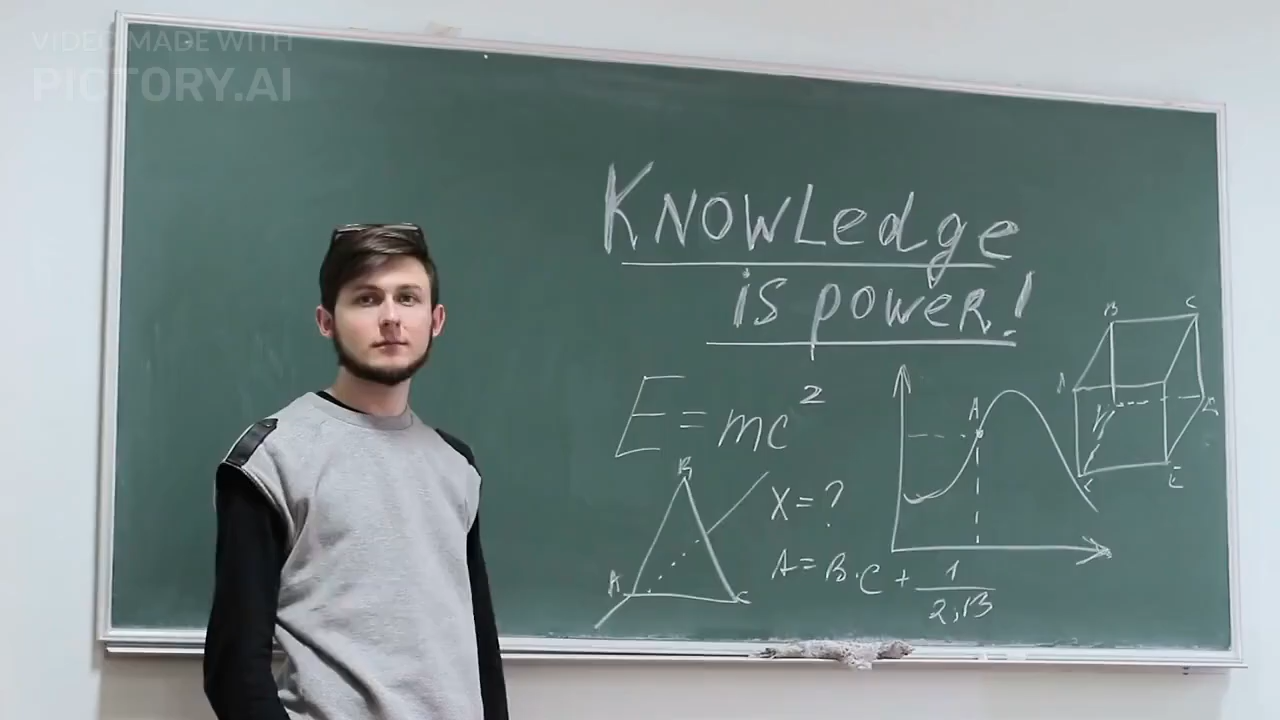 VIDEO MADE WITH
PICTORY.AI
KNOWLedge
is power!
E=mc²
B
A
C
X=?
A=B.C+1/2,13
A
B
C
E